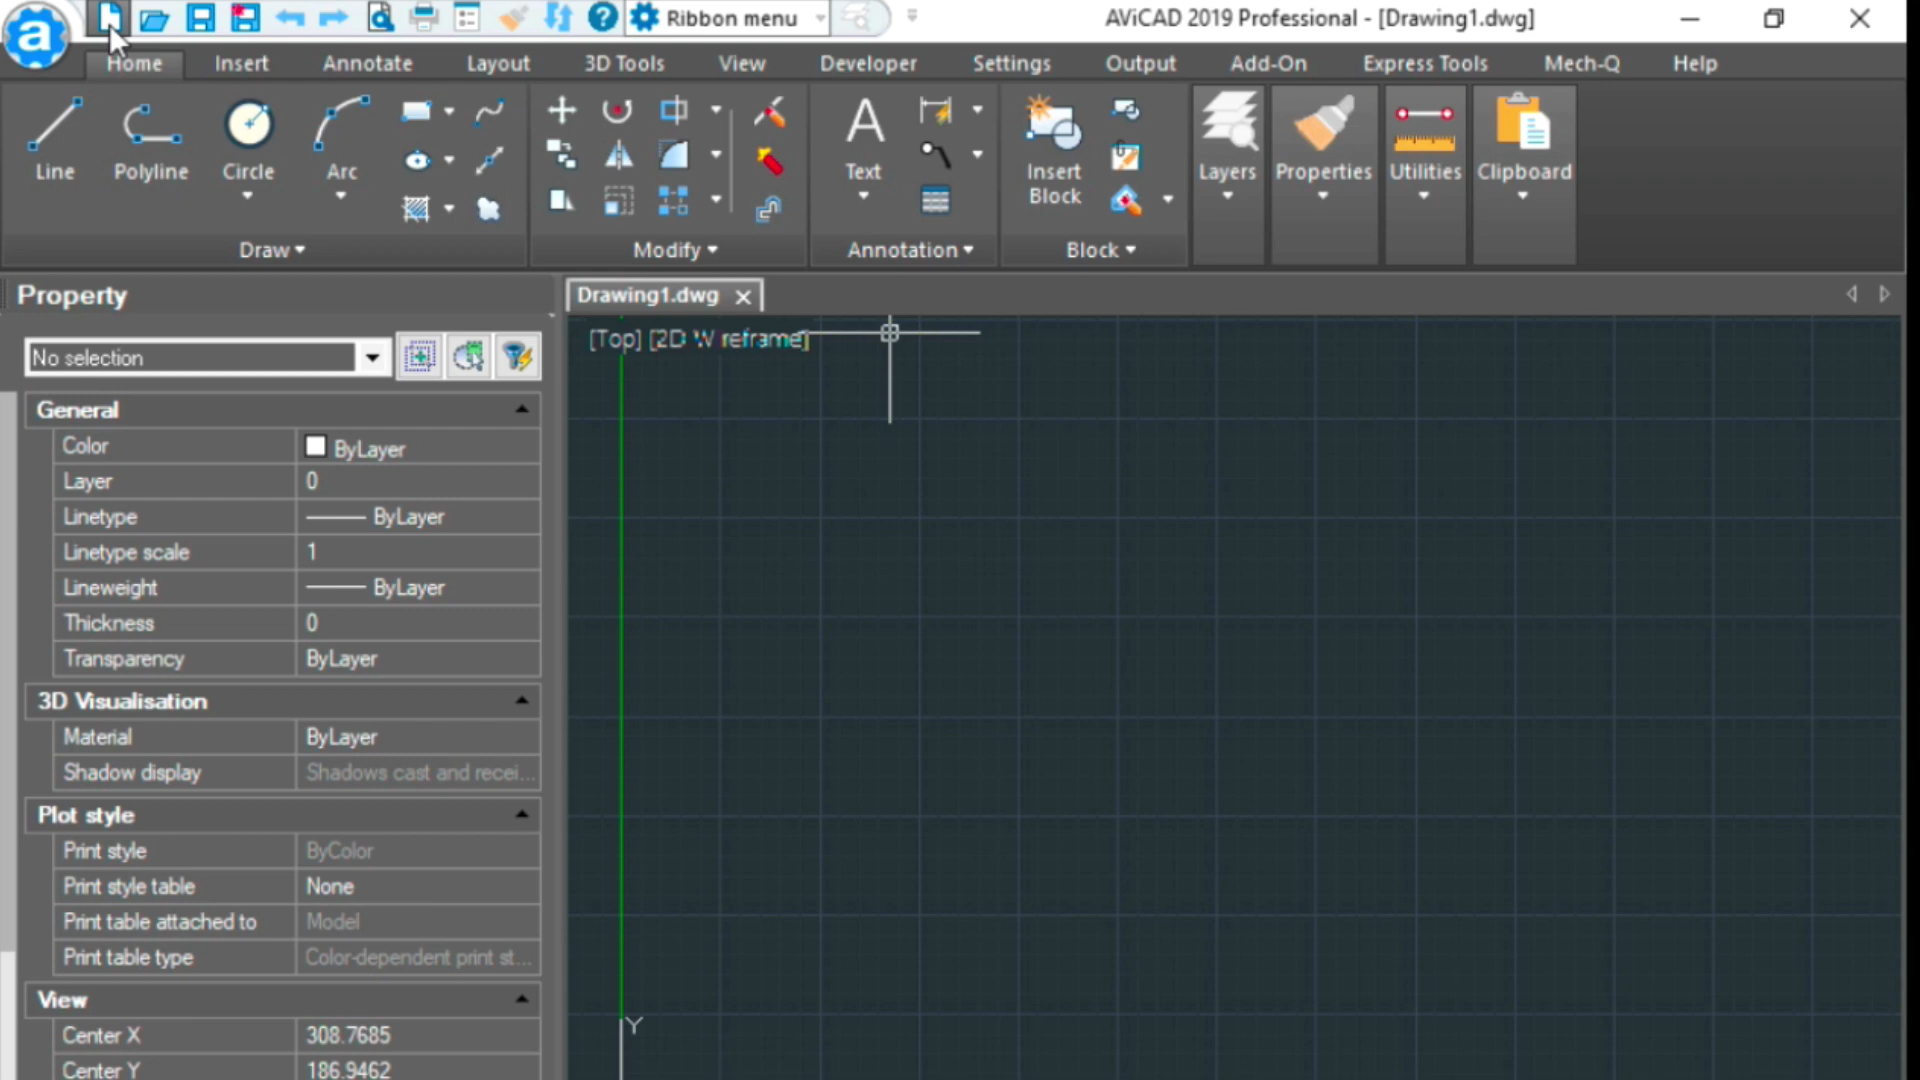 a
Ribbon menu
AViCAD 2019 Professional - [Drawing1.dwg]
Home Insert Annotate Layout 3D Tools View Developer Settings Output Add-On Express Tools Mech-Q Help
Line Polyline Circle Arc
A
Text
Insert Block
Layers Properties Utilities Clipboard
Draw Modify Annotation Block
Property
Drawing1.dwg
[Top] [2D W reframe]
No selection
General
Color ByLayer
Layer 0
Linetype ByLayer
Linetype scale 1
Lineweight ByLayer
Thickness 0
Transparency ByLayer
3D Visualisation
Material ByLayer
Shadow display Shadows cast and recei...
Plot style
Print style ByColor
Print style table None
Print table attached to Model
Print table type Color-dependent print st...
View
Center X 308.7685
Center Y 186.9462
Y